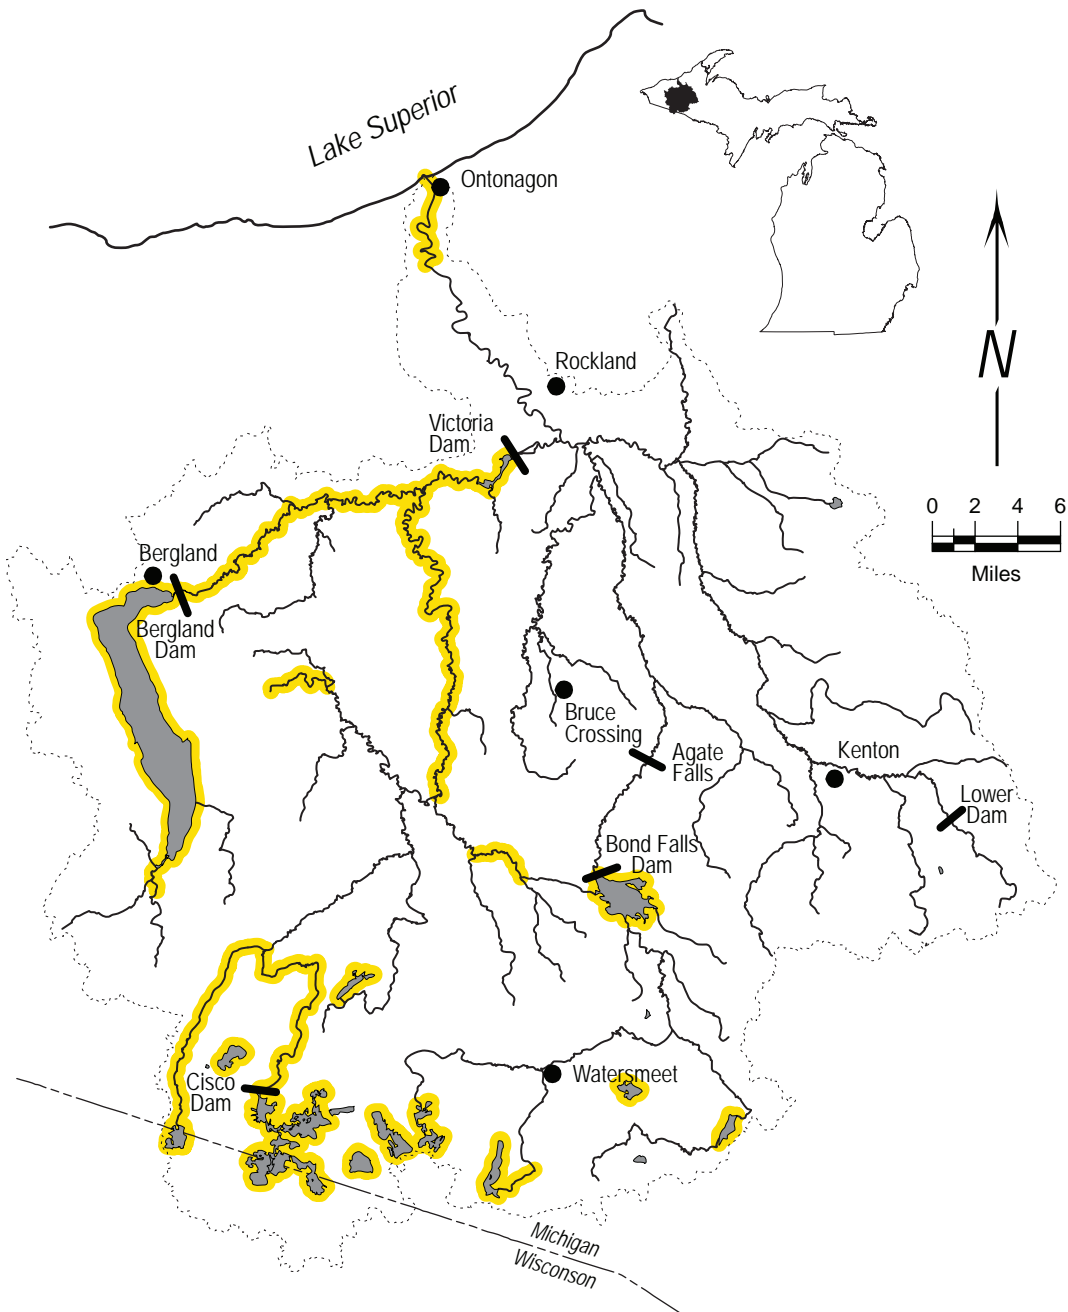 Lake Superior
Ontonagon
Rockland
Victoria
Dam
N
0 2 4 6
Miles
Bergland
Bergland
Dam
Bruce
Crossing
Agate
Falls
Kenton
Lower
Dam
Bond Falls
Dam
Cisco
Dam
Watersmeet
Michigan
Wisconson